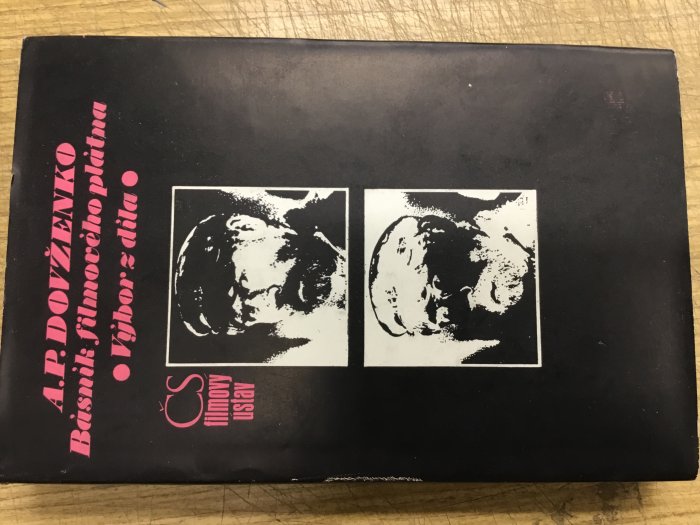 A.P. DOVŽENKO
Básník filmového plátna
● Výbor z díla ●
ČS
filmový
ústav